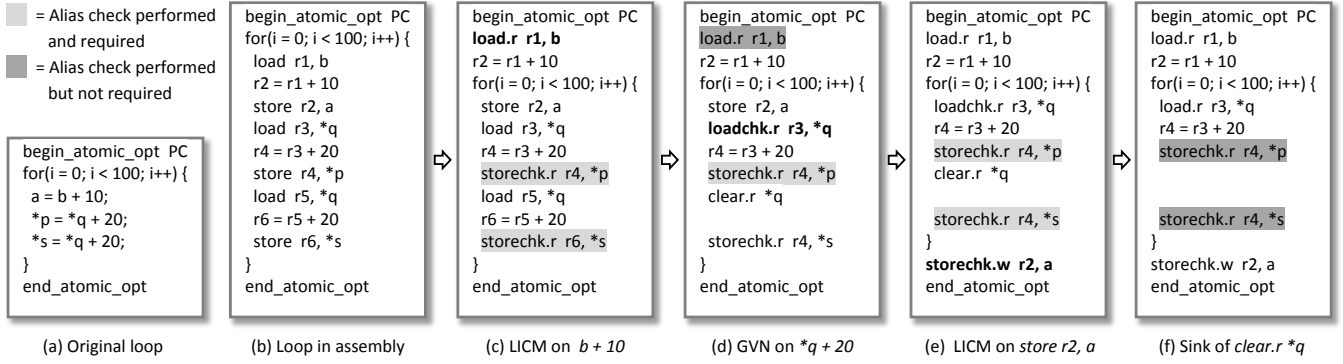 = Alias check performed
and required
= Alias check performed
but not required
begin_atomic_opt PC
for(i = 0; i < 100; i++) {
a = b + 10;
*p = *q + 20;
*s = *q + 20;
}
end_atomic_opt
(a) Original loop
begin_atomic_opt PC
for(i = 0; i < 100; i++) {
load r1, b
r2 = r1 + 10
store r2, a
load r3, *q
r4 = r3 + 20
store r4, *p
load r5, *q
r6 = r5 + 20
store r6, *s
}
end_atomic_opt
(b) Loop in assembly
begin_atomic_opt PC
load.r r1, b
r2 = r1 + 10
for(i = 0; i < 100; i++) {
store r2, a
load r3, *q
r4 = r3 + 20
storechk.r r4, *p
load r5, *q
r6 = r5 + 20
storechk.r r6, *s
}
end_atomic_opt
(c) LICM on b + 10
begin_atomic_opt PC
load.r r1, b
r2 = r1 + 10
for(i = 0; i < 100; i++) {
store r2, a
loadchk.r r3, *q
r4 = r3 + 20
storechk.r r4, *p
clear.r *q
storechk.r r4, *s
}
end_atomic_opt
(d) GVN on *q + 20
begin_atomic_opt PC
load.r r1, b
r2 = r1 + 10
for(i = 0; i < 100; i++) {
loadchk.r r3, *q
r4 = r3 + 20
storechk.r r4, *p
clear.r *q
storechk.r r4, *s
}
storechk.w r2, a
end_atomic_opt
(e) LICM on store r2, a
begin_atomic_opt PC
load.r r1, b
r2 = r1 + 10
for(i = 0; i < 100; i++) {
load.r r3, *q
r4 = r3 + 20
storechk.r r4, *p
storechk.r r4, *s
}
storechk.w r2, a
end_atomic_opt
(f) Sink of clear.r *q